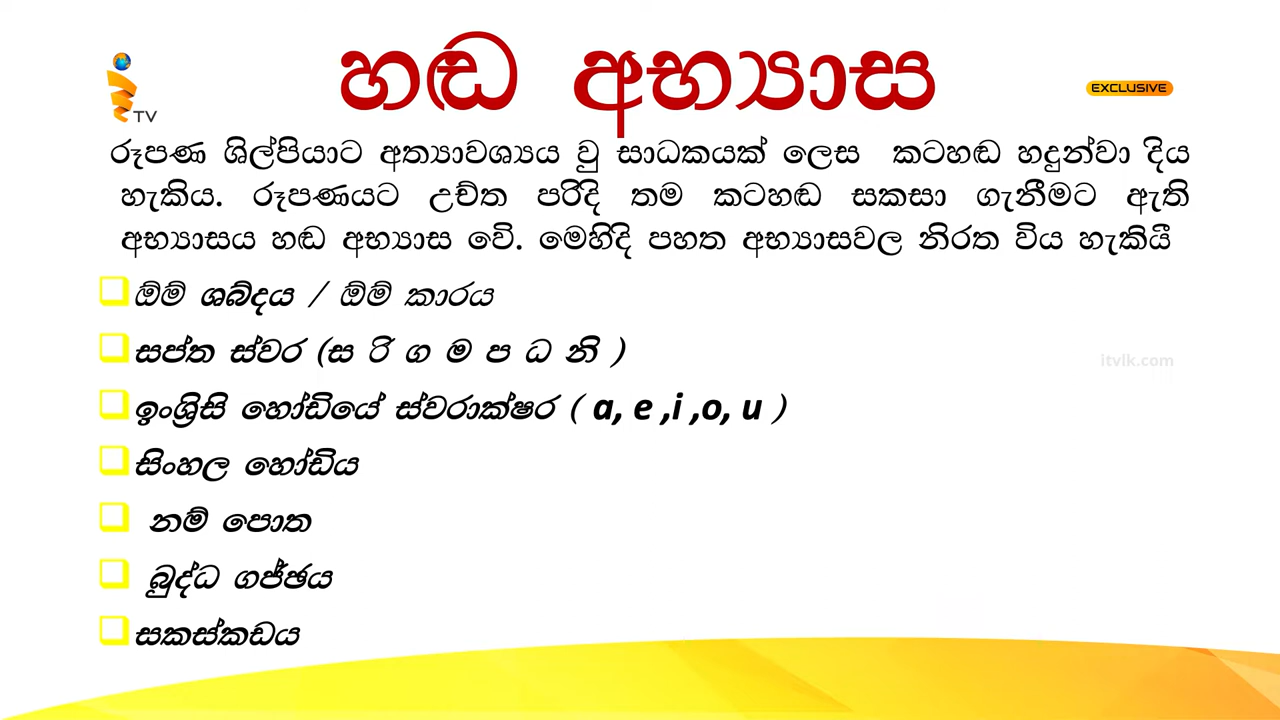 හඬ අභ්‍යාස
TV
EXCLUSIVE
රූපණ ශිල්පියාට අත්‍යාවශ්‍යය වු සාධකයක් ලෙස කටහඬ හදුන්වා දිය
හැකිය. රූපණයට උච්ත පරිදි තම කටහඬ සකසා ගැනීමට ඇති
අභ්‍යාසය හඬ අභ්‍යාස වේ. මෙහිදි පහත අභ්‍යාසවල නිරත විය හැකියී
ඕම් ශබ්දය / ඕම් කාරය
සප්ත ස්වර (ස රි ග ම ප ධ නි )
itvlk.com
ඉංග්‍රිසි හෝඩියේ ස්වරාක්ෂර ( a, e ,i ,o, u )
සිංහල හෝඩිය
නම් පොත
බුද්ධ ගජ්ඡය
සකස්කඩය